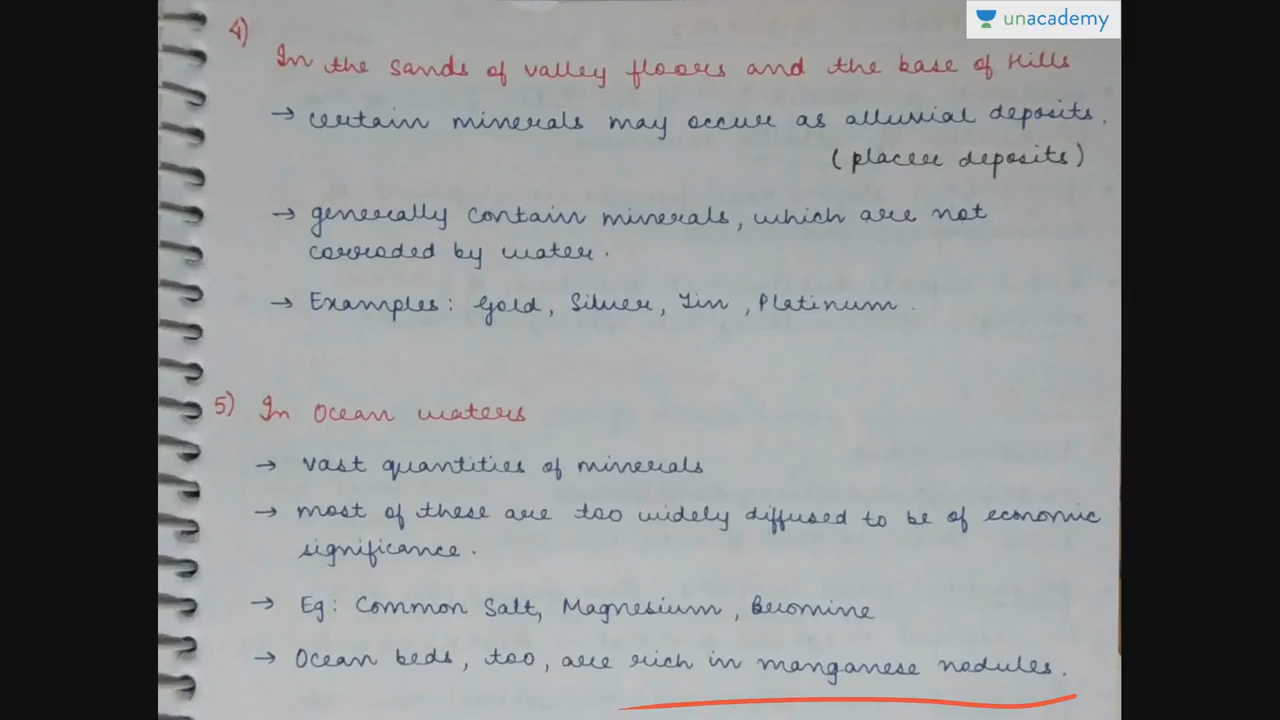 unacademy
4)
In the sands of valley floors and the base of Hills
→ certain minerals may occur as alluvial deposits.
(placer deposits)
→ generally contain minerals, which are not
corroded by water.
→ Examples: Gold, Silver, Tin, Platinum.
5) In Ocean waters
→ vast quantities of minerals
→ most of these are too widely diffused to be of economic
significance.
→ Eg: Common Salt, Magnesium, Bromine
→ Ocean beds, too, are rich in manganese nodules.